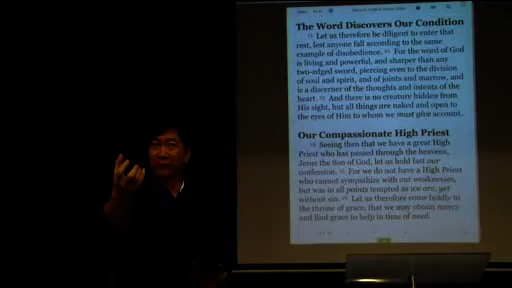 The Word Discovers Our Condition
11 Let us therefore be diligent to enter that
rest, lest anyone fall according to the same
example of disobedience. 12 For the word of God
is living and powerful, and sharper than any
two-edged sword, piercing even to the division
of soul and spirit, and of joints and marrow, and
is a discerner of the thoughts and intents of the
heart. 13 And there is no creature hidden from
His sight, but all things are naked and open to
the eyes of Him to whom we must give account.
Our Compassionate High Priest
14 Seeing then that we have a great High
Priest who has passed through the heavens,
Jesus the Son of God, let us hold fast our
confession. 15 For we do not have a High Priest
who cannot sympathize with our weaknesses,
but was in all points tempted as we are, yet
without sin. 16 Let us therefore come boldly to
the throne of grace, that we may obtain mercy
and find grace to help in time of need.